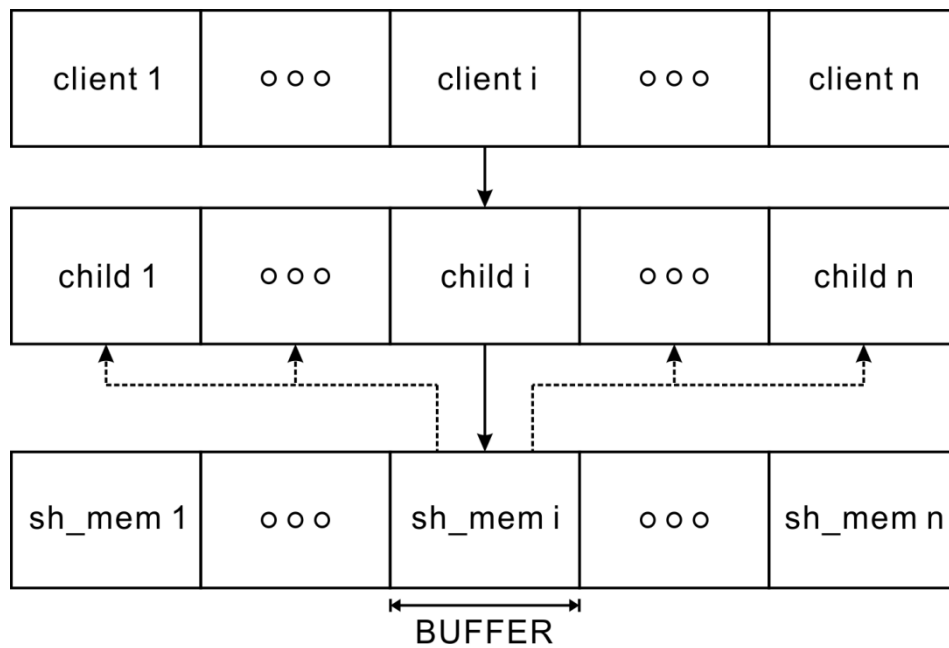 client 1 ooo client i ooo client n
child 1 ooo child i ooo child n
sh_mem 1 ooo sh_mem i ooo sh_mem n
BUFFER